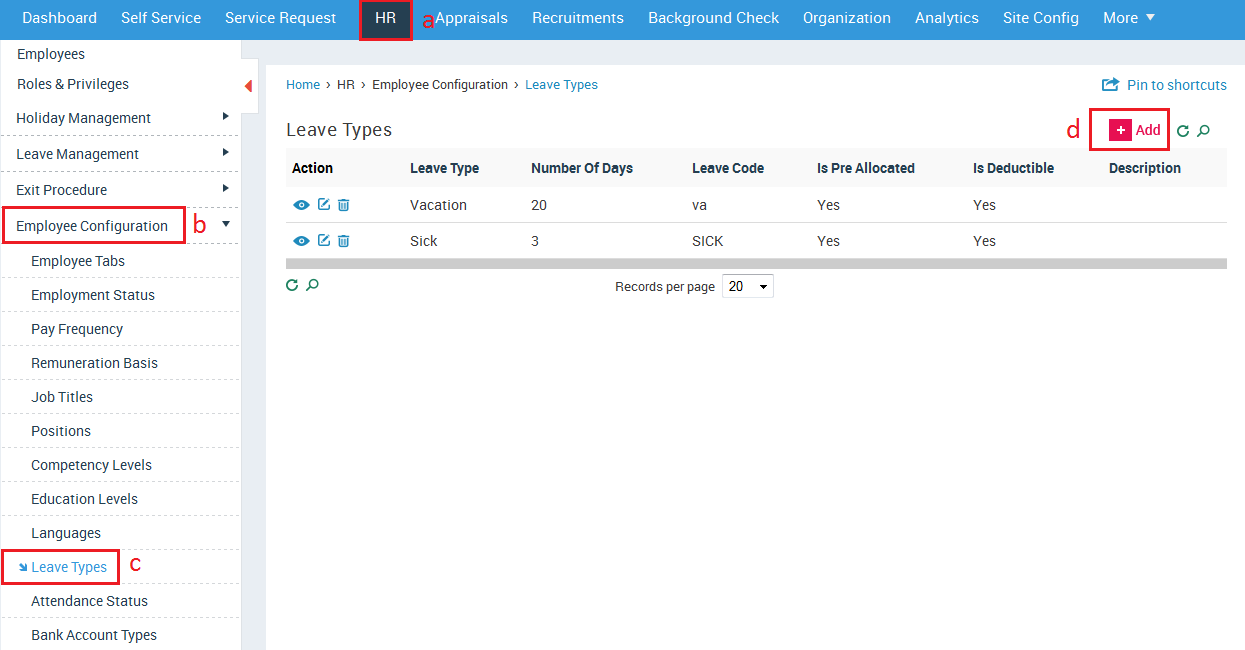 Dashboard Self Service Service Request HR a Appraisals Recruitments Background Check Organization Analytics Site Config More
Employees
Roles & Privileges
Holiday Management
Leave Management
Exit Procedure
Employee Configuration b
Employee Tabs
Employment Status
Pay Frequency
Remuneration Basis
Job Titles
Positions
Competency Levels
Education Levels
Languages
Leave Types c
Attendance Status
Bank Account Types
Home › HR › Employee Configuration › Leave Types Pin to shortcuts
Leave Types d + Add
Action Leave Type Number Of Days Leave Code Is Pre Allocated Is Deductible Description
Vacation 20 va Yes Yes
Sick 3 SICK Yes Yes
Records per page 20